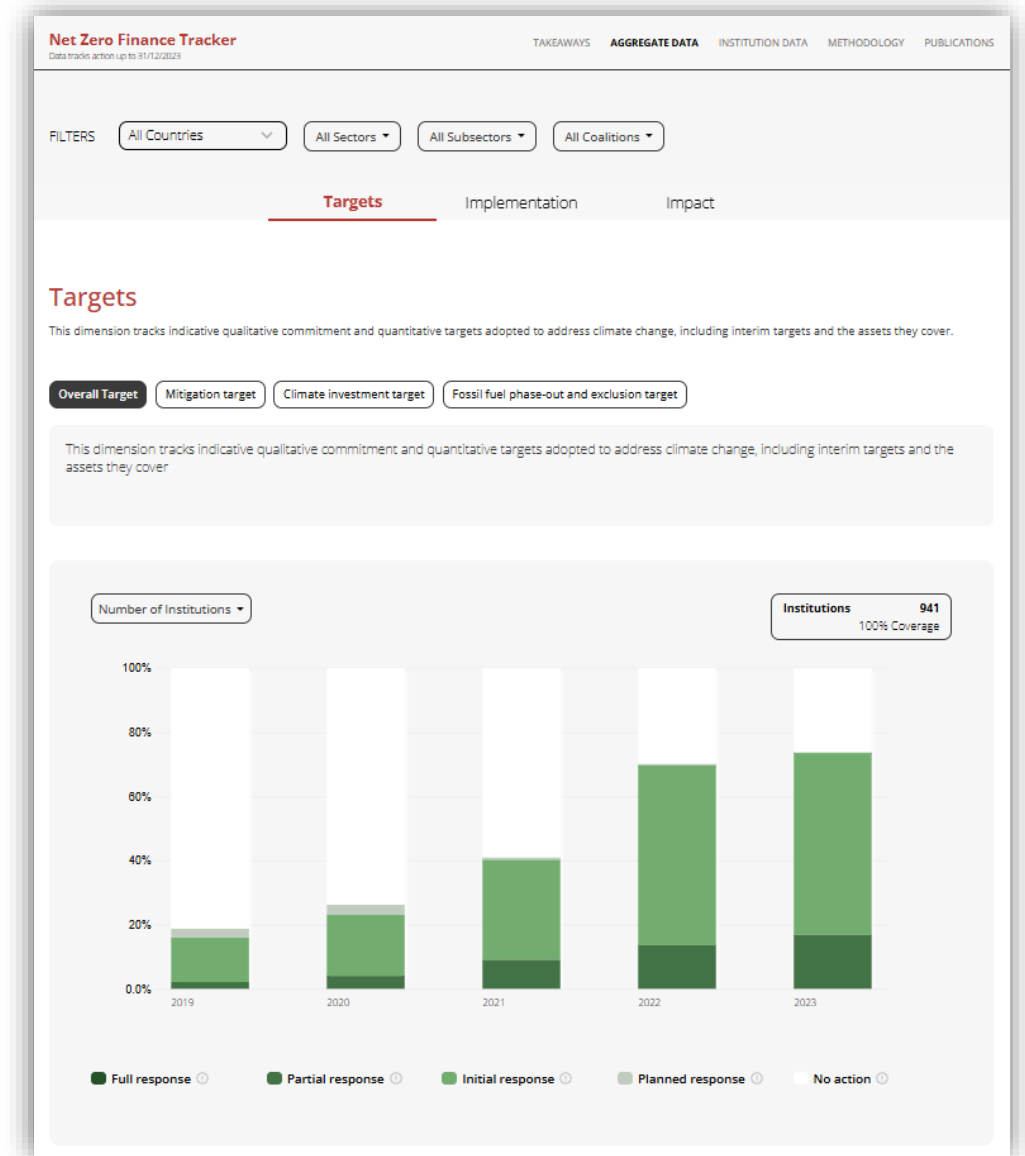 Net Zero Finance Tracker
Data tracks action up to 31/12/2023
TAKEAWAYS AGGREGATE DATA INSTITUTION DATA METHODOLOGY PUBLICATIONS
FILTERS All Countries All Sectors All Subsectors All Coalitions
Targets Implementation Impact
Targets
This dimension tracks indicative qualitative commitment and quantitative targets adopted to address climate change, including interim targets and the assets they cover.
Overall Target Mitigation target Climate investment target Fossil fuel phase-out and exclusion target
This dimension tracks indicative qualitative commitment and quantitative targets adopted to address climate change, including interim targets and the
assets they cover
Number of Institutions
Institutions 941
100% Coverage
100%
80%
60%
40%
20%
0.0%
2019 2020 2021 2022 2023
Full response Partial response Initial response Planned response No action